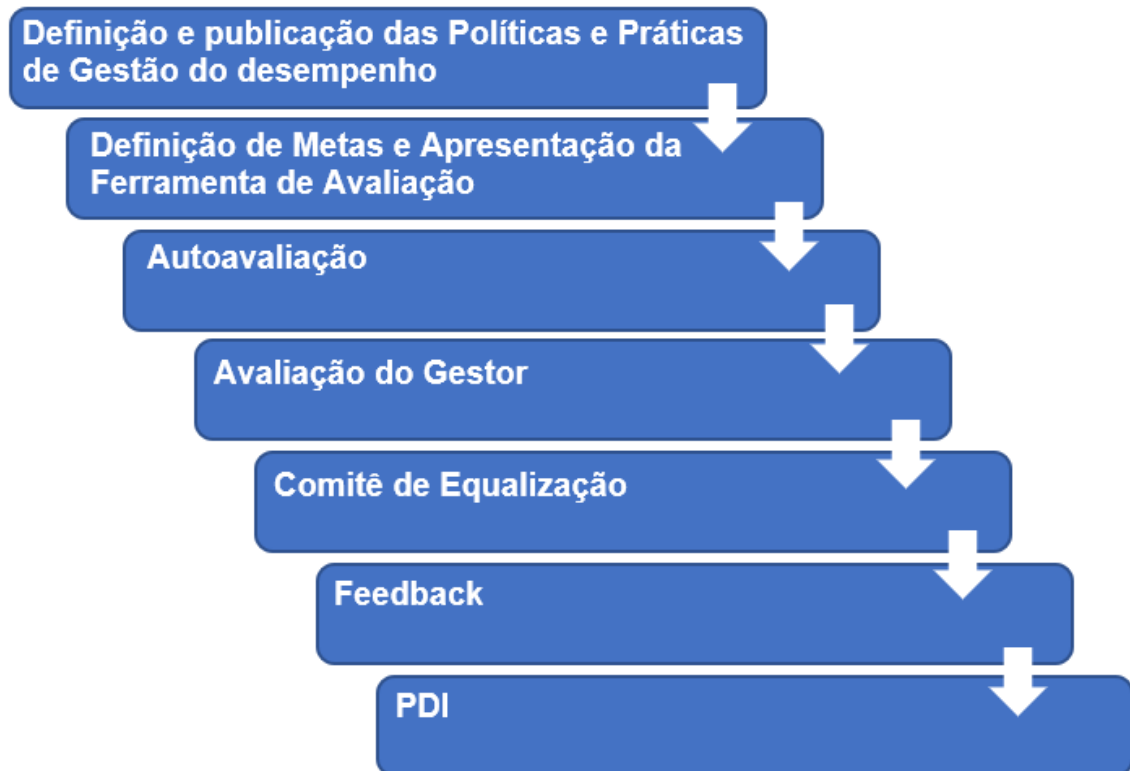 Definição e publicação das Políticas e Práticas
de Gestão do desempenho
Definição de Metas e Apresentação da
Ferramenta de Avaliação
Autoavaliação
Avaliação do Gestor
Comitê de Equalização
Feedback
PDI